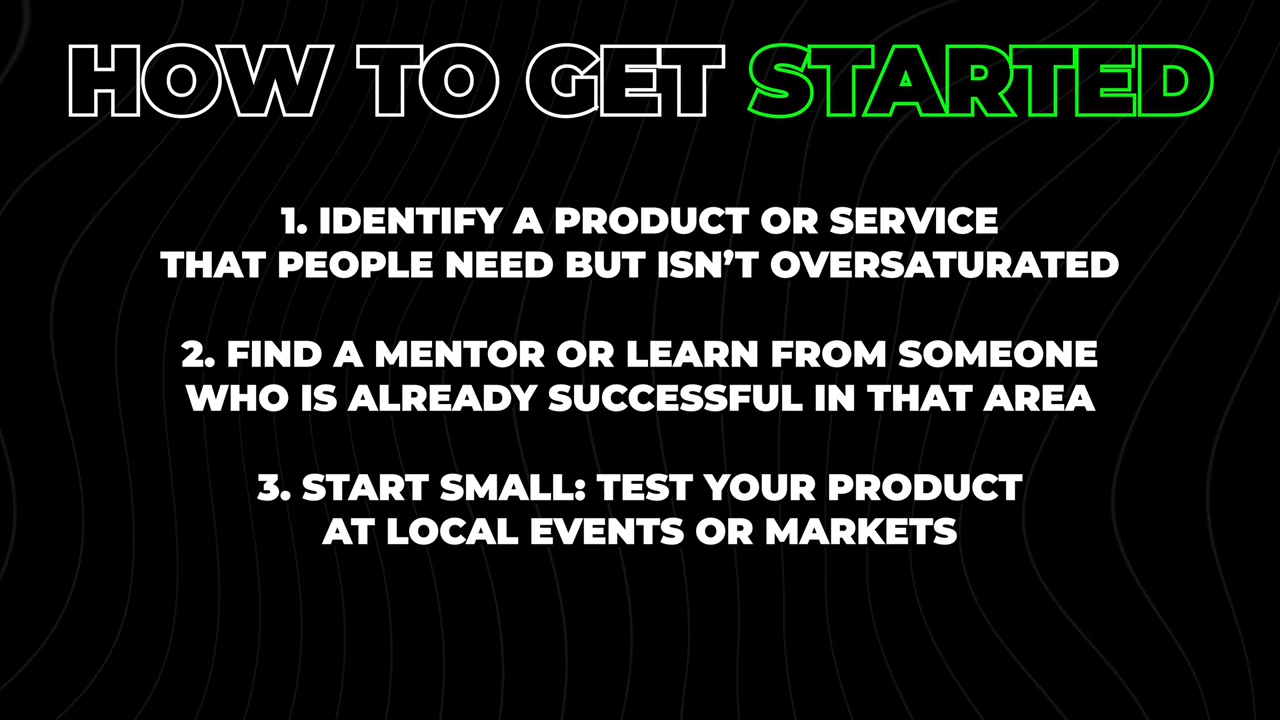 HOW TO GET STARTED
1. IDENTIFY A PRODUCT OR SERVICE
THAT PEOPLE NEED BUT ISN’T OVERSATURATED
2. FIND A MENTOR OR LEARN FROM SOMEONE
WHO IS ALREADY SUCCESSFUL IN THAT AREA
3. START SMALL: TEST YOUR PRODUCT
AT LOCAL EVENTS OR MARKETS